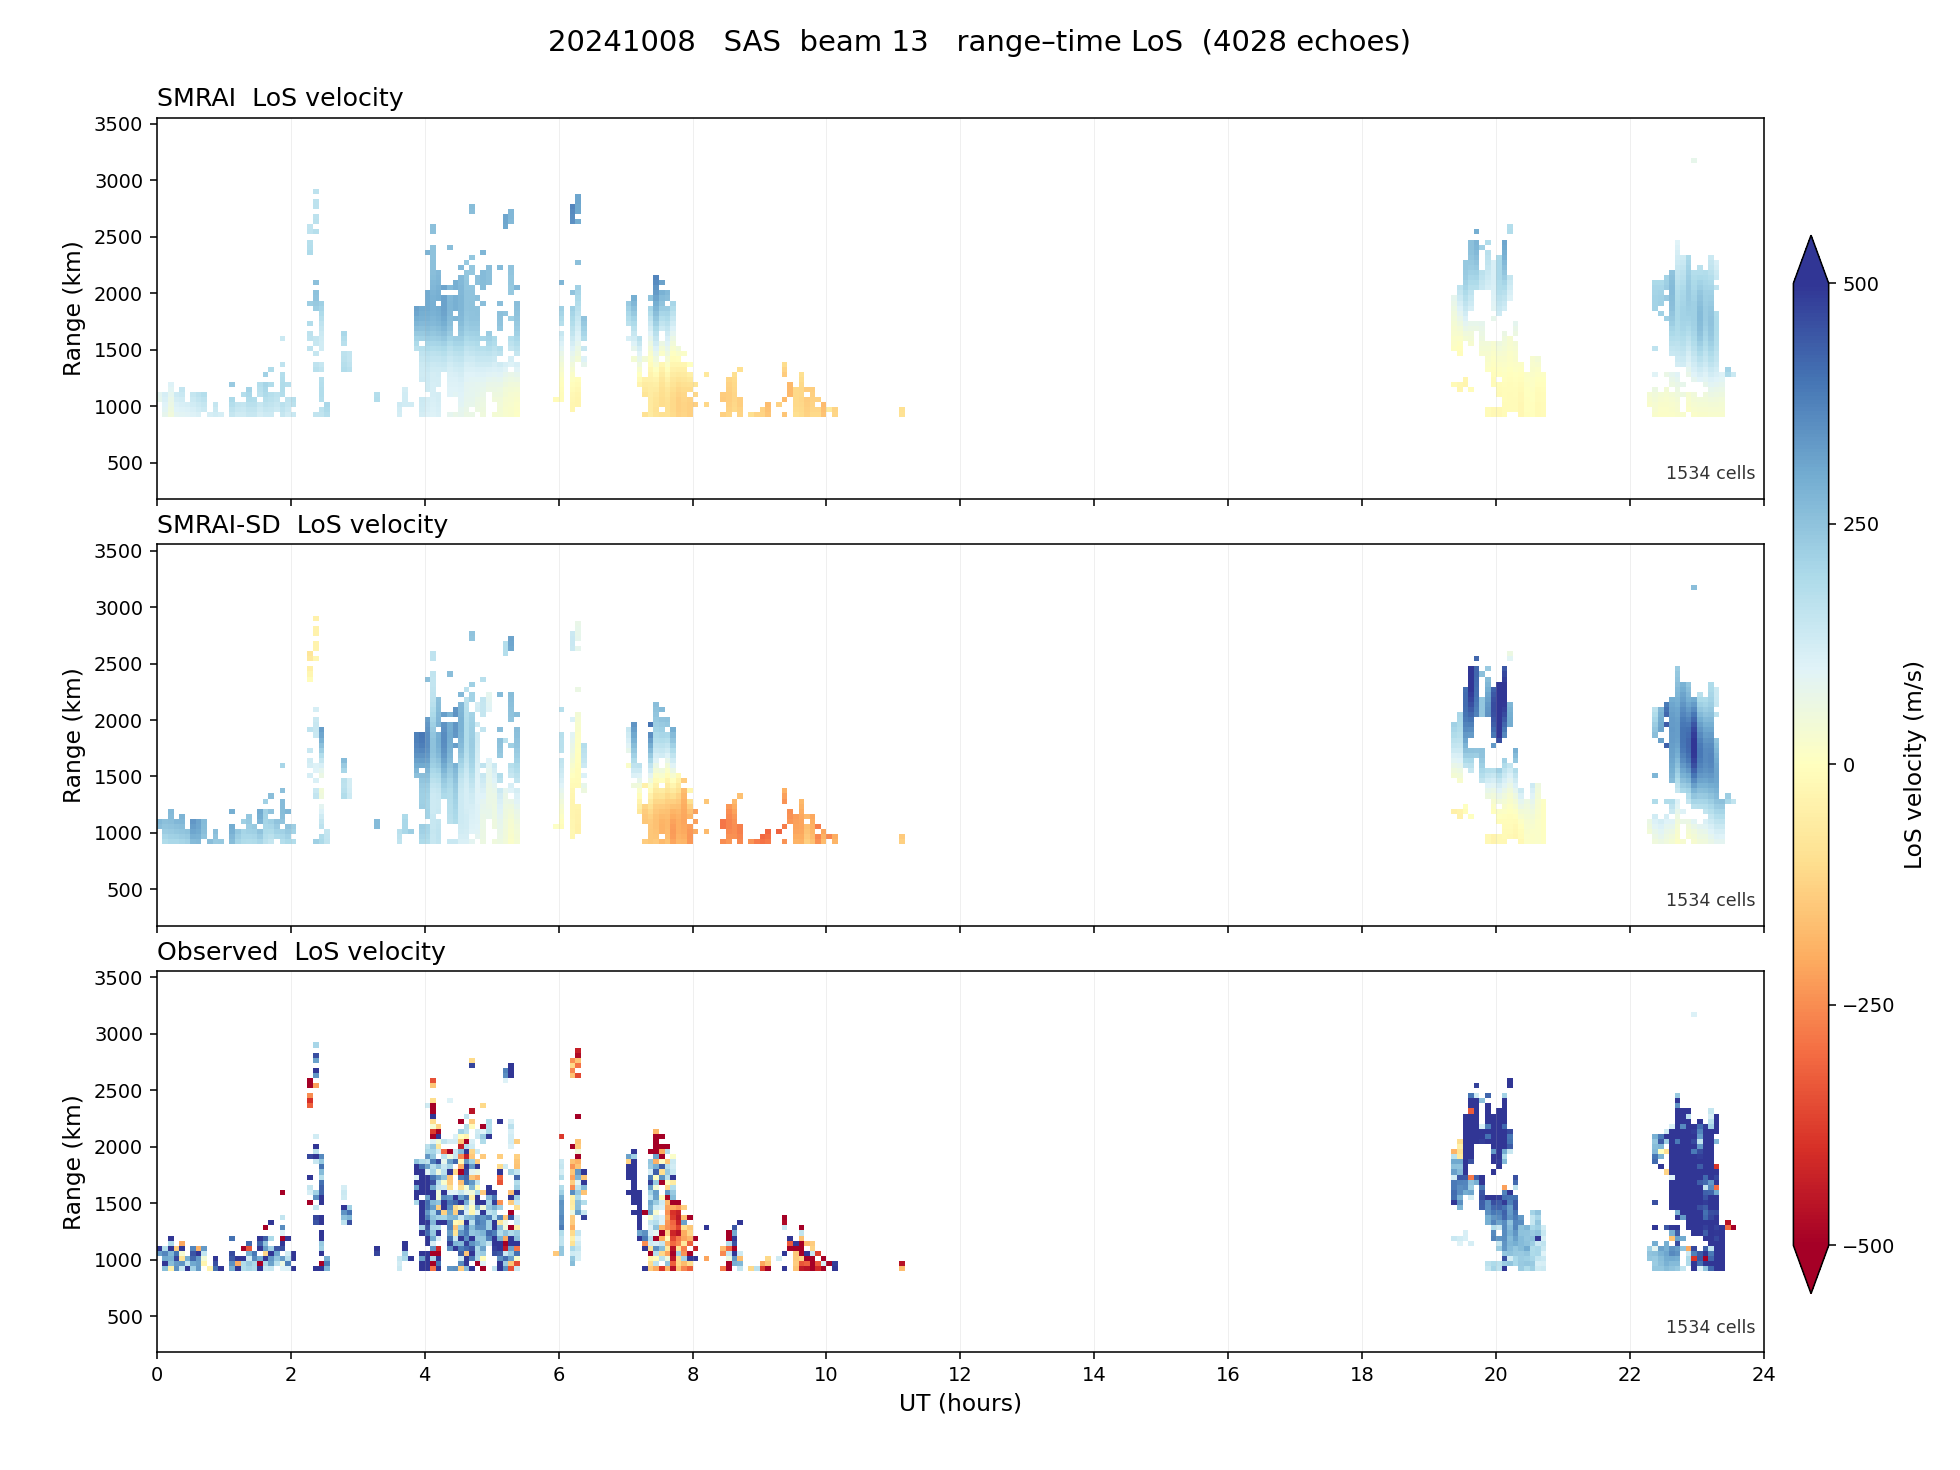 20241008   SAS  beam 13   range–time LoS  (4028 echoes)
SMRAI  LoS velocity
3500
3000
2500
2000
1500
1000
500
Range (km)
1534 cells
SMRAI-SD  LoS velocity
3500
3000
2500
2000
1500
1000
500
Range (km)
1534 cells
Observed  LoS velocity
3500
3000
2500
2000
1500
1000
500
Range (km)
1534 cells
0 2 4 6 8 10 12 14 16 18 20 22 24
UT (hours)
500
250
0
−250
−500
LoS velocity (m/s)